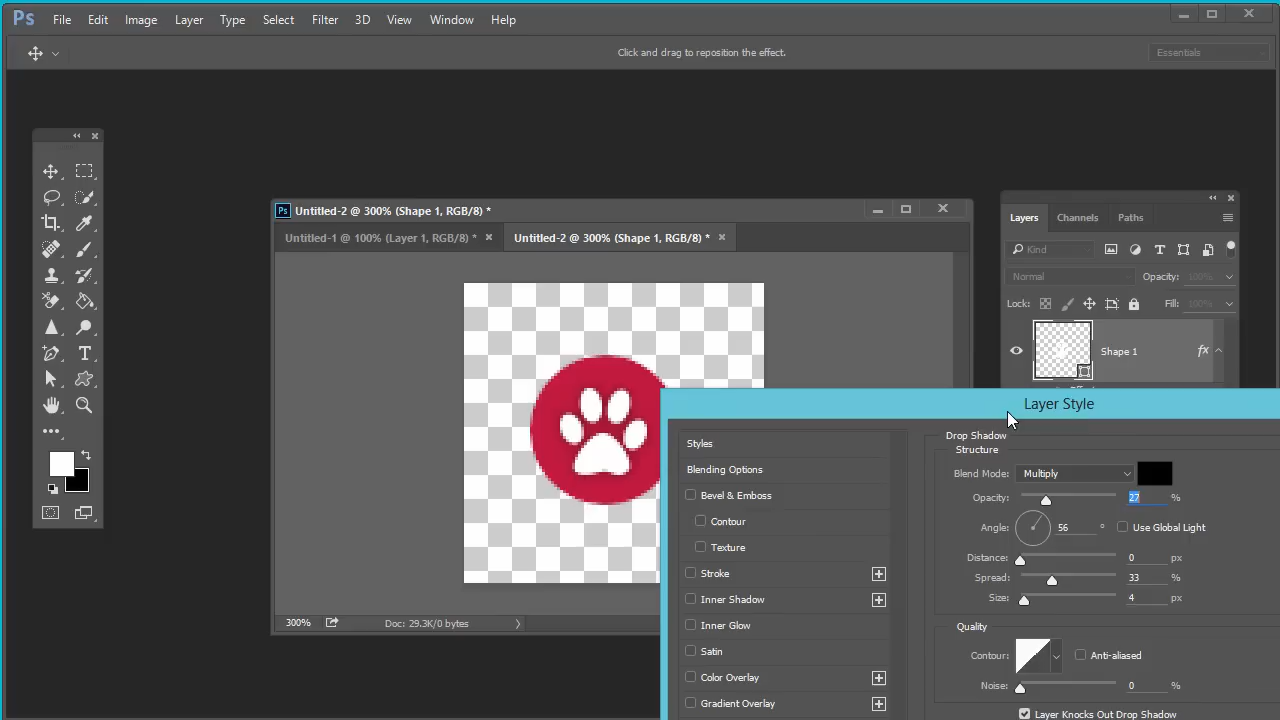 Ps File Edit Image Layer Type Select Filter 3D View Window Help
Click and drag to reposition the effect.
Essentials
Ps Untitled-2 @ 300% (Shape 1, RGB/8) *
Untitled-1 @ 100% (Layer 1, RGB/8) *
Untitled-2 @ 300% (Shape 1, RGB/8) *
300%
Doc: 29.3K/0 bytes
Layers Channels Paths
Kind
Normal Opacity: 100%
Lock: Fill: 100%
Shape 1 fx
Layer Style
Styles
Blending Options
Bevel & Emboss
Contour
Texture
Stroke
Inner Shadow
Inner Glow
Satin
Color Overlay
Gradient Overlay
Drop Shadow
Structure
Blend Mode: Multiply
Opacity: 27 %
Angle: 56 ° Use Global Light
Distance: 0 px
Spread: 33 %
Size: 4 px
Quality
Contour: Anti-aliased
Noise: 0 %
Layer Knocks Out Drop Shadow